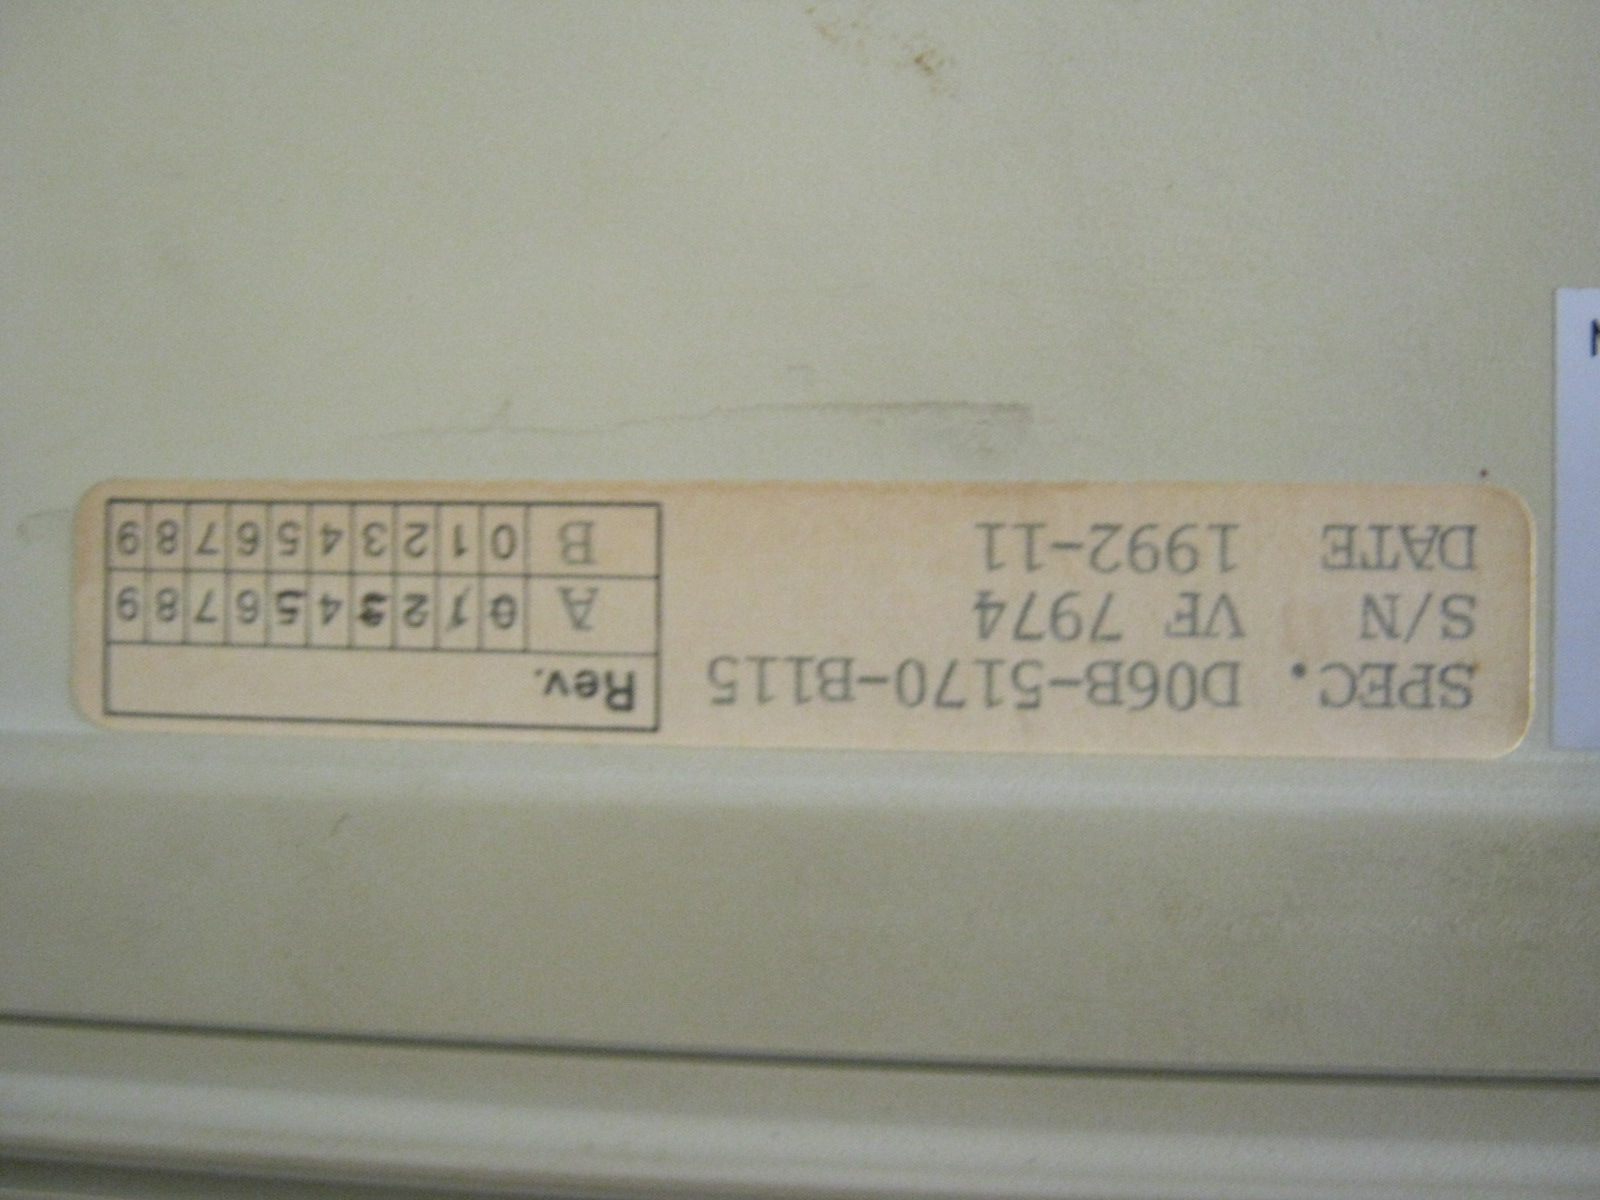 SPEC. D06B-5170-B115
S/N VF 7974
DATE 1992-11
Rev.
A 0 1 2 3 4 5 6 7 8 9
B 0 1 2 3 4 5 6 7 8 9